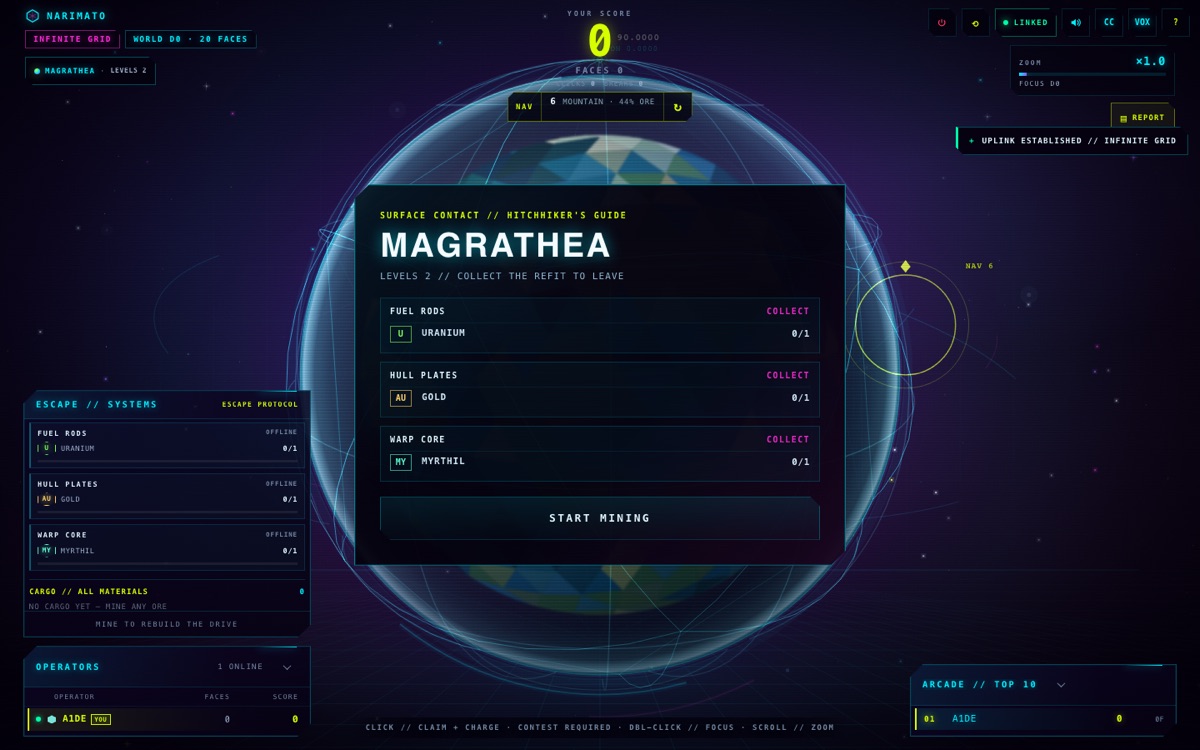 NARIMATO
INFINITE GRID
WORLD D0 · 20 FACES
MAGRATHEA · LEVELS 2
YOUR SCORE
0
90.0000
FACES 0
NAV
6 MOUNTAIN · 44% ORE
↻
LINKED
CC
VOX
?
ZOOM
×1.0
FOCUS D0
REPORT
+ UPLINK ESTABLISHED // INFINITE GRID
NAV 6
SURFACE CONTACT // HITCHHIKER'S GUIDE
MAGRATHEA
LEVELS 2 // COLLECT THE REFIT TO LEAVE
FUEL RODS
COLLECT
U
URANIUM
0/1
HULL PLATES
COLLECT
AU
GOLD
0/1
WARP CORE
COLLECT
MY
MYRTHIL
0/1
START MINING
ESCAPE // SYSTEMS
ESCAPE PROTOCOL
FUEL RODS
OFFLINE
U
URANIUM
0/1
HULL PLATES
OFFLINE
AU
GOLD
0/1
WARP CORE
OFFLINE
MY
MYRTHIL
0/1
CARGO // ALL MATERIALS
0
NO CARGO YET — MINE ANY ORE
MINE TO REBUILD THE DRIVE
OPERATORS
1 ONLINE
OPERATOR
FACES
SCORE
A1DE
YOU
0
0
CLICK // CLAIM + CHARGE · CONTEST REQUIRED · DBL-CLICK // FOCUS · SCROLL // ZOOM
ARCADE // TOP 10
01
A1DE
0
0F